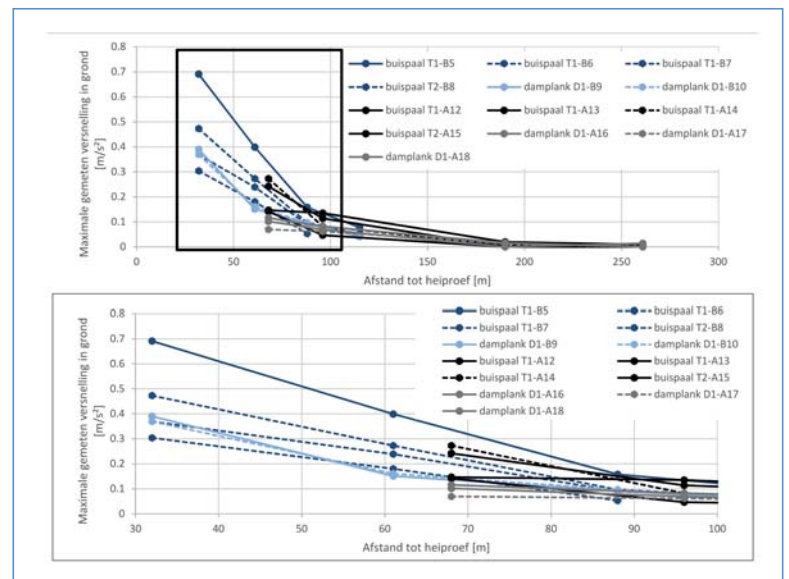 Maximale gemeten versnelling in grond
[m/s²]
0.8
0.7
0.6
0.5
0.4
0.3
0.2
0.1
0
buispaal T1-B5 buispaal T1-B6 buispaal T1-B7
buispaal T2-B8 damplank D1-B9 damplank D1-B10
buispaal T1-A12 buispaal T1-A13 buispaal T1-A14
buispaal T2-A15 damplank D1-A16 damplank D1-A17
damplank D1-A18
0 50 100 150 200 250 300
Afstand tot heiproef [m]
Maximale gemeten versnelling in grond
[m/s²]
0.8
0.7
0.6
0.5
0.4
0.3
0.2
0.1
0
buispaal T1-B5 buispaal T1-B6
buispaal T1-B7 buispaal T2-B8
damplank D1-B9 damplank D1-B10
buispaal T1-A12 buispaal T1-A13
buispaal T1-A14 buispaal T2-A15
damplank D1-A16 damplank D1-A17
damplank D1-A18
30 40 50 60 70 80 90 100
Afstand tot heiproef [m]